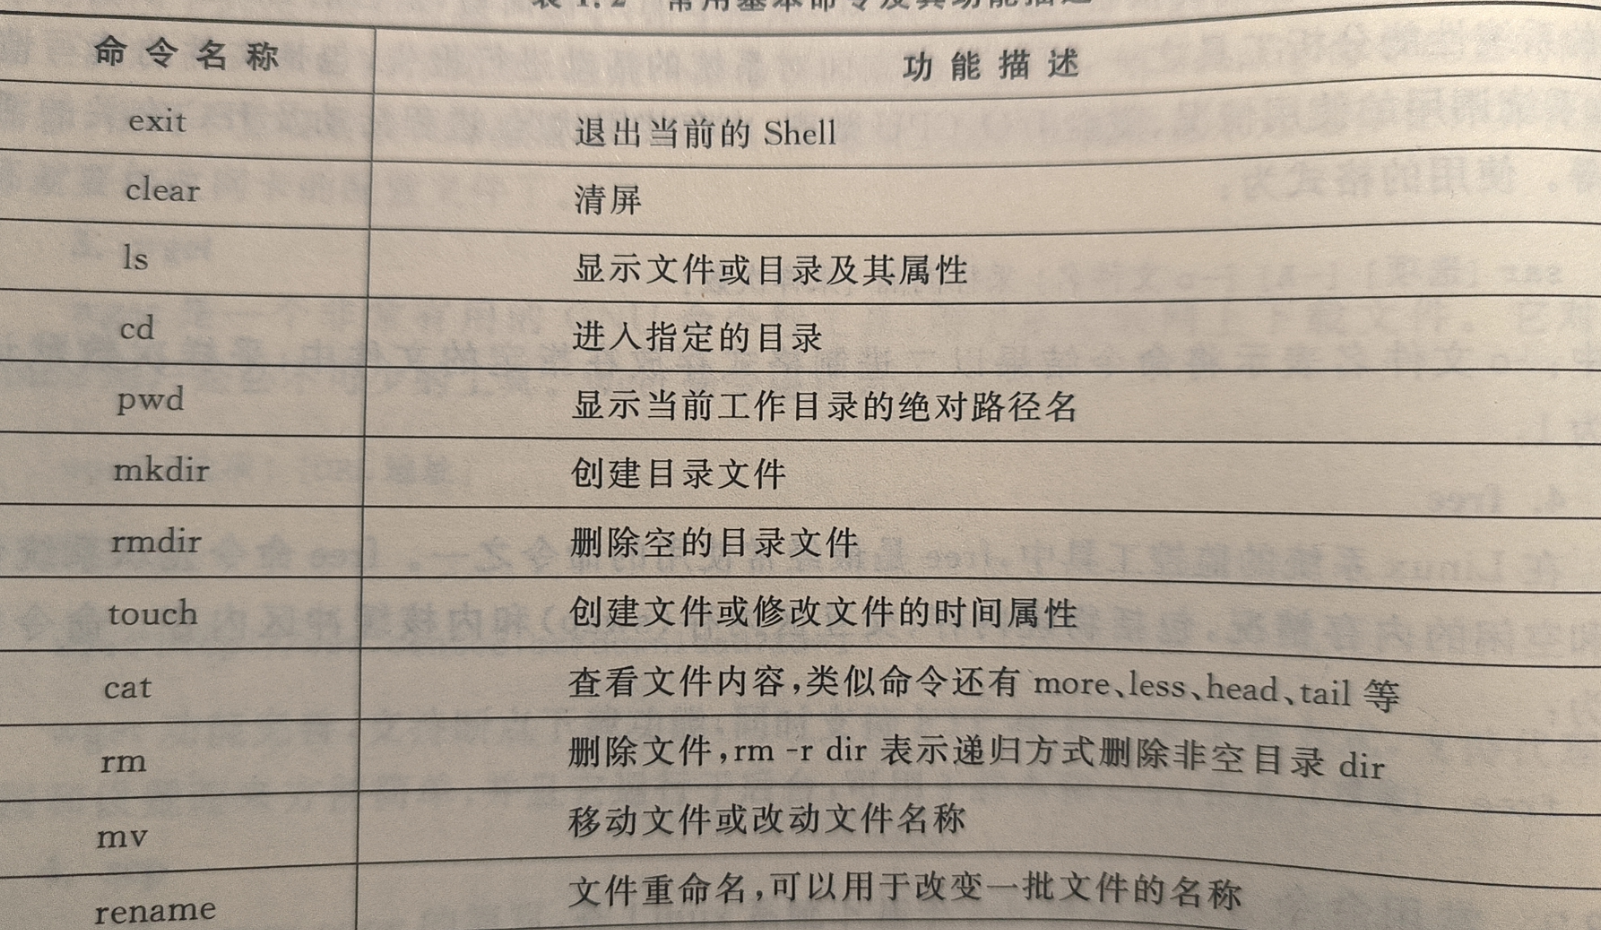 表 1.2 常用基本命令及其功能描述
命令名称 功能描述
exit 退出当前的 Shell
clear 清屏
ls 显示文件或目录及其属性
cd 进入指定的目录
pwd 显示当前工作目录的绝对路径名
mkdir 创建目录文件
rmdir 删除空的目录文件
touch 创建文件或修改文件的时间属性
cat 查看文件内容,类似命令还有 more、less、head、tail 等
rm 删除文件,rm -r dir 表示递归方式删除非空目录 dir
mv 移动文件或改动文件名称
rename 文件重命名,可以用于改变一批文件的名称